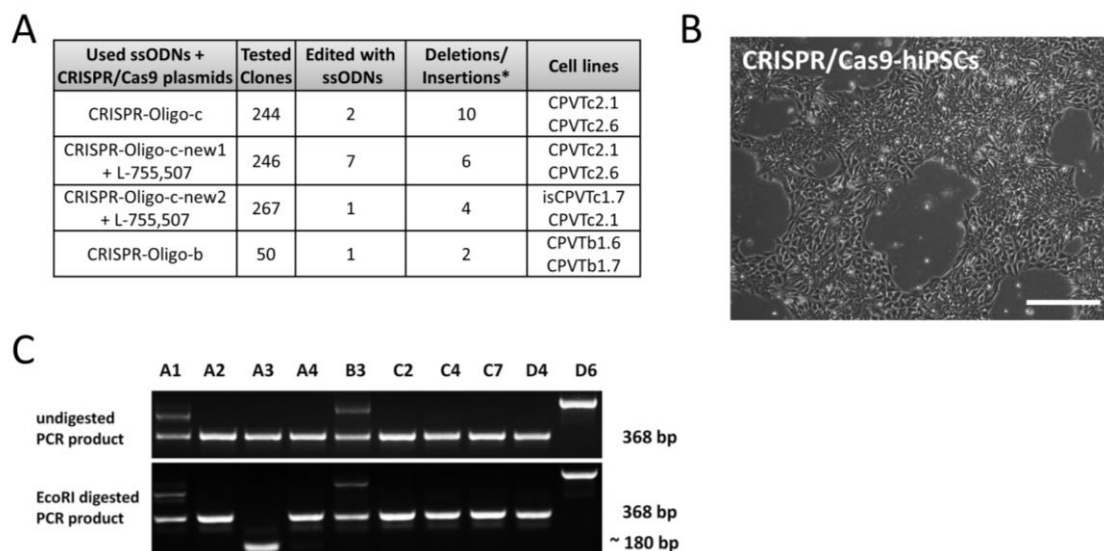 A
Used ssODNs + CRISPR/Cas9 plasmids
Tested Clones
Edited with ssODNs
Deletions/ Insertions*
Cell lines
CRISPR-Oligo-c 244 2 10 CPVTc2.1 CPVTc2.6
CRISPR-Oligo-c-new1 + L-755,507 246 7 6 CPVTc2.1 CPVTc2.6
CRISPR-Oligo-c-new2 + L-755,507 267 1 4 isCPVTc1.7 CPVTc2.1
CRISPR-Oligo-b 50 1 2 CPVTb1.6 CPVTb1.7
B
CRISPR/Cas9-hiPSCs
C
A1 A2 A3 A4 B3 C2 C4 C7 D4 D6
undigested
PCR product
368 bp
EcoRI digested
PCR product
368 bp
~ 180 bp